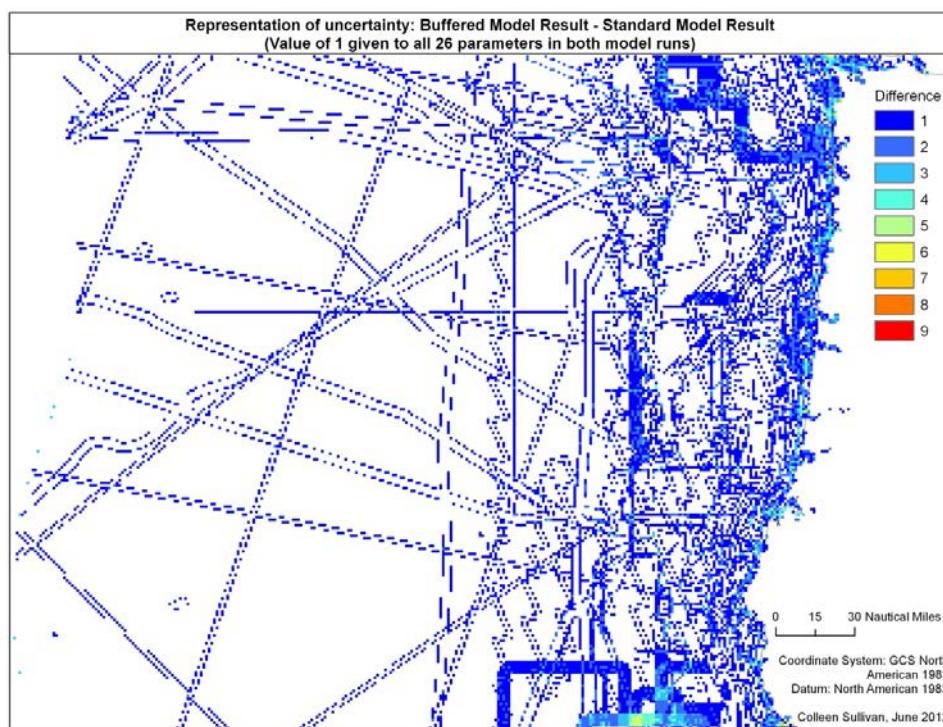 Representation of uncertainty: Buffered Model Result - Standard Model Result
(Value of 1 given to all 26 parameters in both model runs)
Difference
1
2
3
4
5
6
7
8
9
0 15 30 Nautical Miles
Coordinate System: GCS North
American 1983
Datum: North American 1983
Colleen Sullivan, June 201